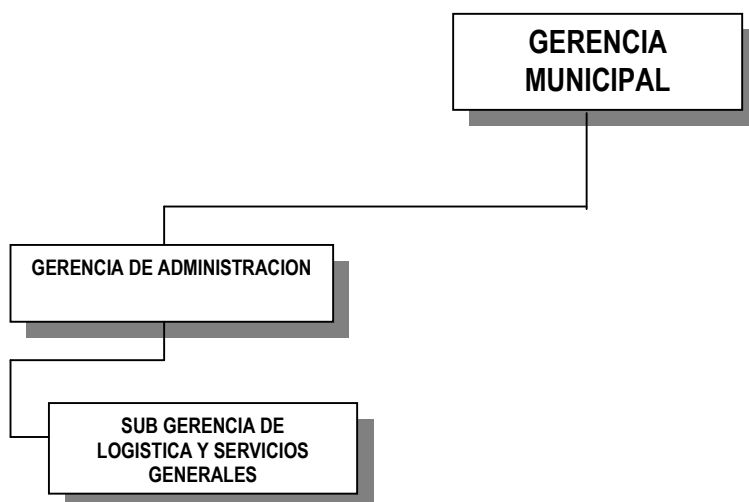 GERENCIA
MUNICIPAL
GERENCIA DE ADMINISTRACION
SUB GERENCIA DE
LOGISTICA Y SERVICIOS
GENERALES